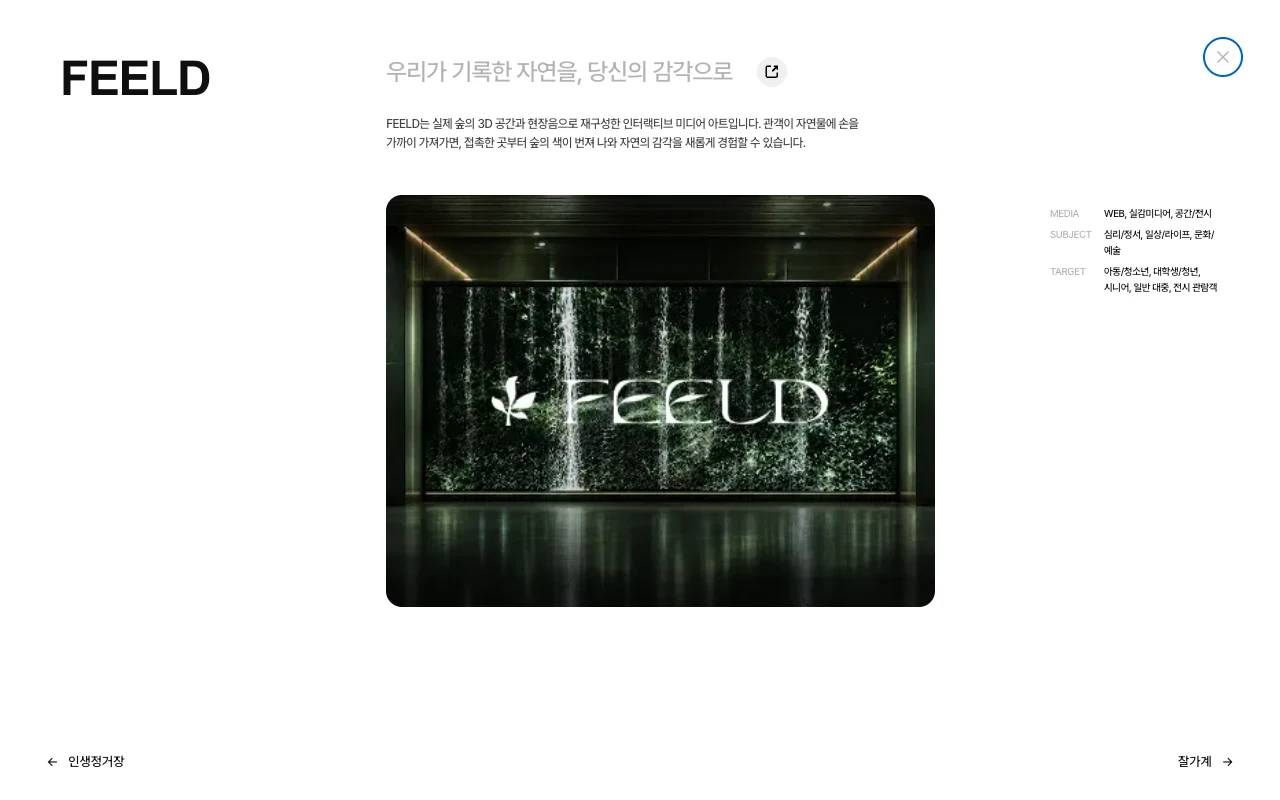 FEELD
우리가 기록한 자연을, 당신의 감각으로
FEELD는 실제 숲의 3D 공간과 현장음으로 재구성한 인터랙티브 미디어 아트입니다. 관객이 자연물에 손을
가까이 가져가면, 접촉한 곳부터 숲의 색이 번져 나와 자연의 감각을 새롭게 경험할 수 있습니다.
FEELD
MEDIA WEB, 실감미디어, 공간/전시
SUBJECT 심리/정서, 일상/라이프, 문화/
예술
TARGET 아동/청소년, 대학생/청년,
시니어, 일반 대중, 전시 관람객
← 인생정거장
잘가계 →